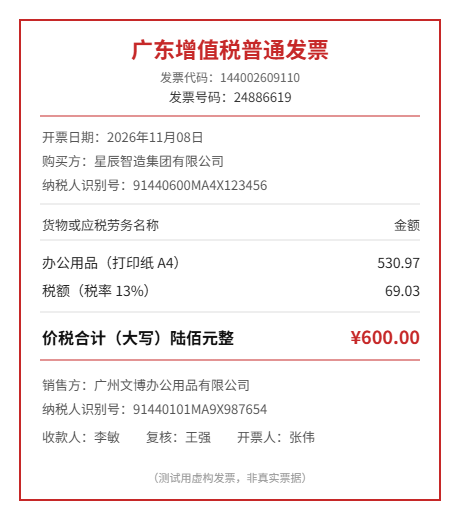 广东增值税普通发票
发票代码：144002609110
发票号码：24886619
开票日期：2026年11月08日
购买方：星辰智造集团有限公司
纳税人识别号：91440600MA4X123456
货物或应税劳务名称 金额
办公用品（打印纸 A4） 530.97
税额（税率 13%） 69.03
价税合计（大写）陆佰元整 ¥600.00
销售方：广州文博办公用品有限公司
纳税人识别号：91440101MA9X987654
收款人：李敏 复核：王强 开票人：张伟
（测试用虚构发票，非真实票据）